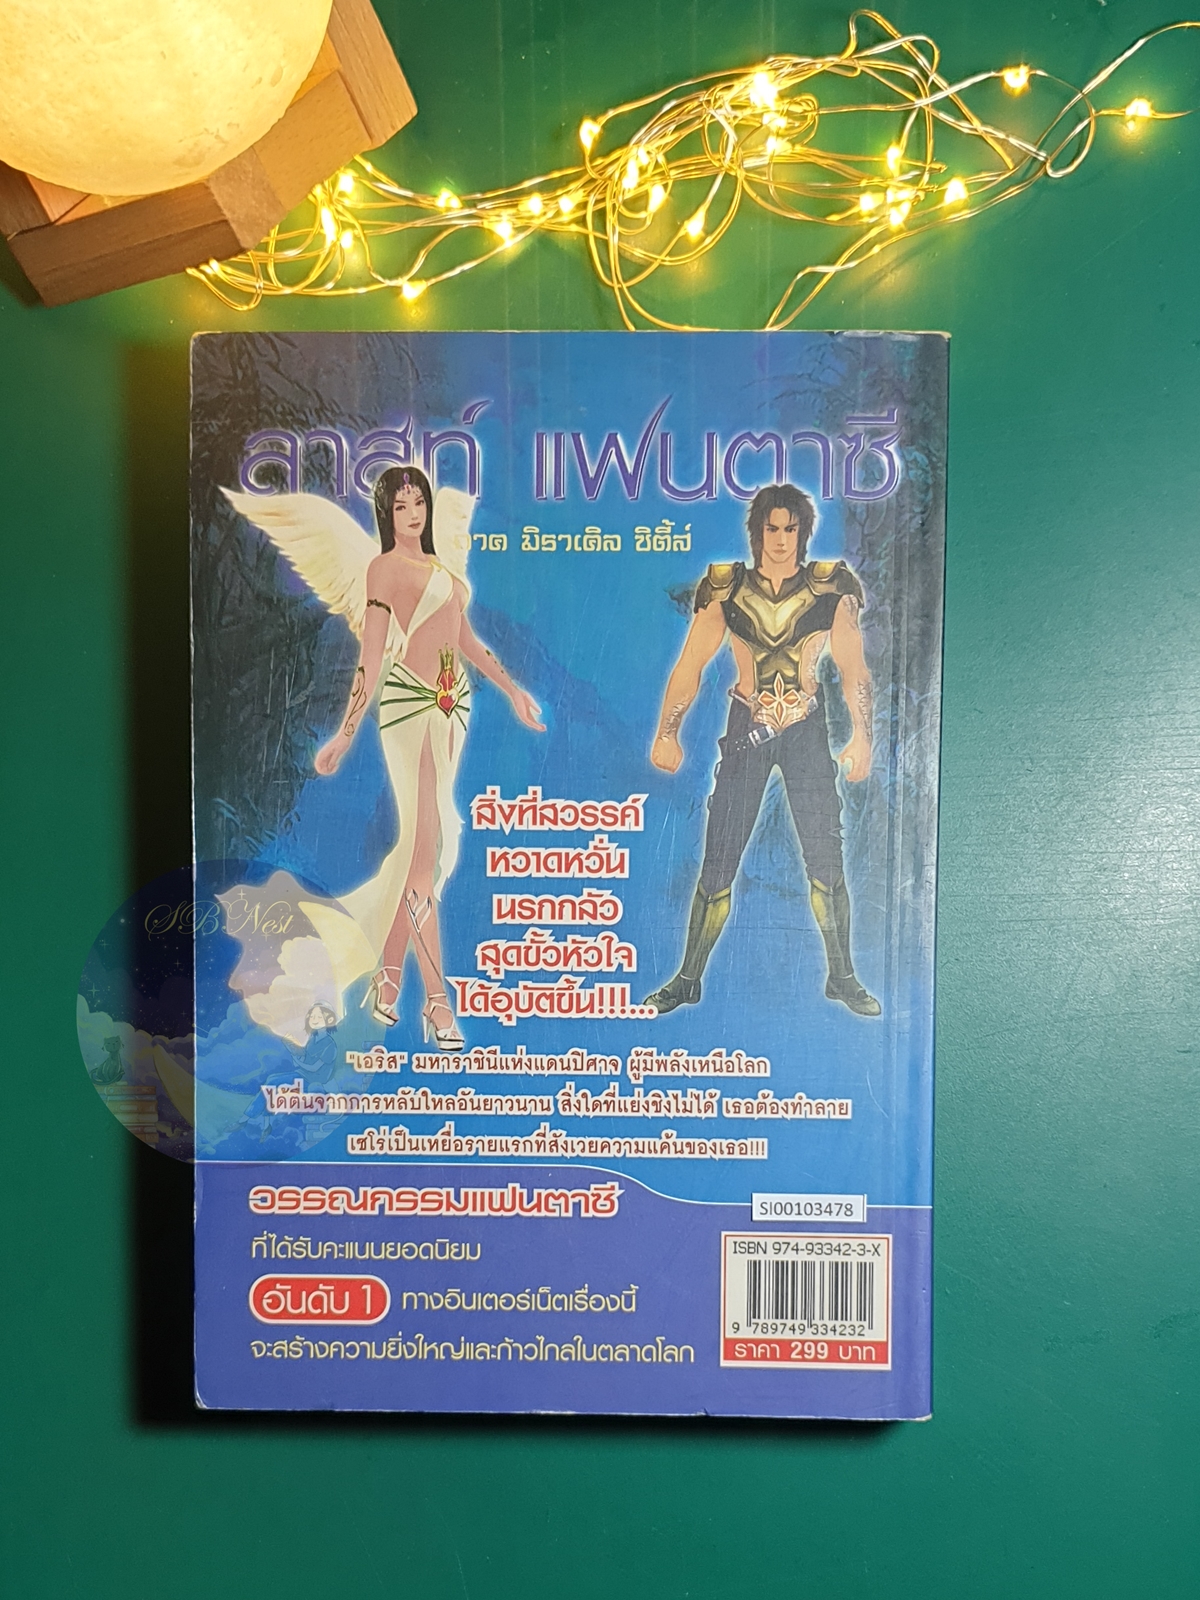 ลาสท์ แฟนตาซี
ภาค มิราเคิล ซิตี้ส์
สิ่งที่สวรรค์
หวาดหวั่น
นรกกลัว
สุดขั้วหัวใจ
ได้อุบัติขึ้น!!!...
"เอริส" มหาราชินีแห่งแดนปิศาจ ผู้มีพลังเหนือโลก
ได้ตื่นจากการหลับใหลอันยาวนาน สิ่งใดที่แย่งชิงไม่ได้ เธอต้องทำลาย
เซโร่เป็นเหยื่อรายแรกที่สังเวยความแค้นของเธอ!!!
วรรณกรรมแฟนตาซี
ที่ได้รับคะแนนยอดนิยม
อันดับ 1 ทางอินเตอร์เน็ตเรื่องนี้
จะสร้างความยิ่งใหญ่และก้าวไกลในตลาดโลก
SI00103478
ISBN 974-93342-3-X
9 789749 334232
ราคา 299 บาท
SB Nest